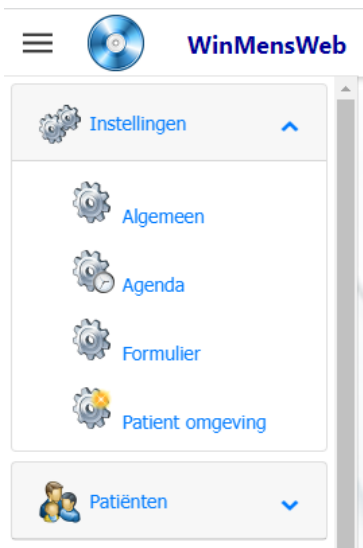 WinMensWeb
Instellingen
Algemeen
Agenda
Formulier
Patient omgeving
Patiënten